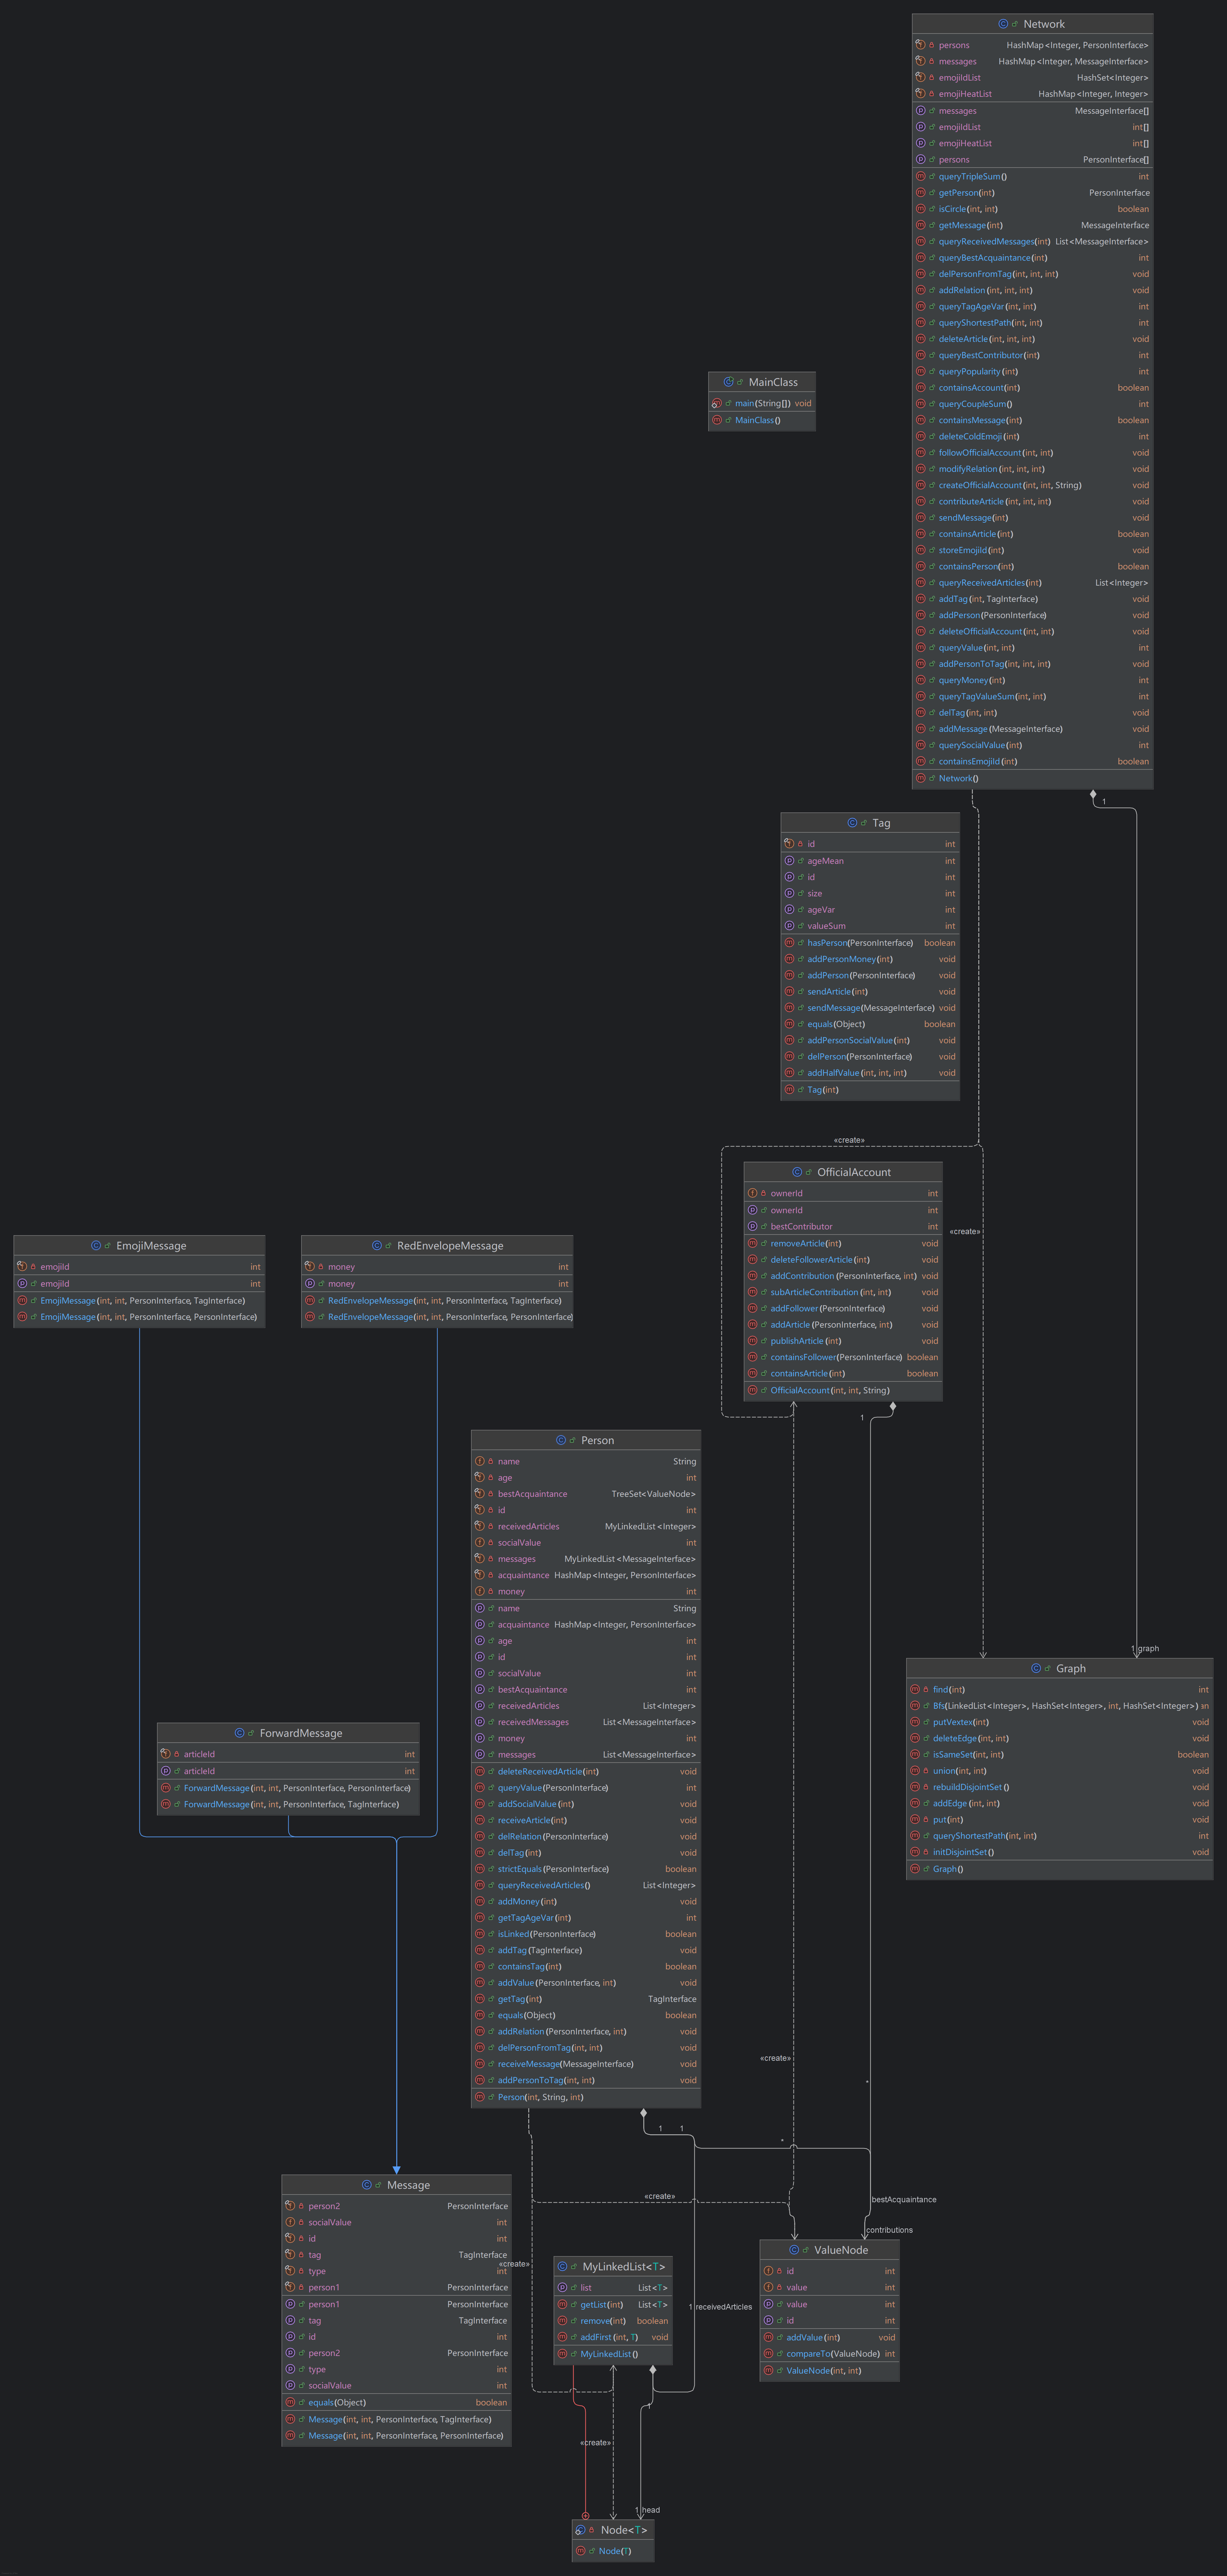 Network
persons HashMap<Integer, PersonInterface>
messages HashMap<Integer, MessageInterface>
emojiIdList HashSet<Integer>
emojiHeatList HashMap<Integer, Integer>
messages MessageInterface[]
emojiIdList int[]
emojiHeatList int[]
persons PersonInterface[]
queryTripleSum() int
getPerson(int) PersonInterface
isCircle(int, int) boolean
getMessage(int) MessageInterface
queryReceivedMessages(int) List<MessageInterface>
queryBestAcquaintance(int) int
delPersonFromTag(int, int, int) void
addRelation(int, int, int) void
queryTagAgeVar(int, int) int
queryShortestPath(int, int) int
deleteArticle(int, int, int) void
queryBestContributor(int) int
queryPopularity(int) int
containsAccount(int) boolean
queryCoupleSum() int
containsMessage(int) boolean
deleteColdEmoji(int) int
followOfficialAccount(int, int) void
modifyRelation(int, int, int) void
createOfficialAccount(int, int, String) void
contributeArticle(int, int, int) void
sendMessage(int) void
containsArticle(int) boolean
storeEmojiId(int) void
containsPerson(int) boolean
queryReceivedArticles(int) List<Integer>
addTag(int, TagInterface) void
addPerson(PersonInterface) void
deleteOfficialAccount(int, int) void
queryValue(int, int) int
addPersonToTag(int, int, int) void
queryMoney(int) int
queryTagValueSum(int, int) int
delTag(int, int) void
addMessage(MessageInterface) void
querySocialValue(int) int
containsEmojiId(int) boolean
Network()
1
MainClass
main(String[]) void
MainClass()
Tag
id int
ageMean int
id int
size int
ageVar int
valueSum int
hasPerson(PersonInterface) boolean
addPersonMoney(int) void
addPerson(PersonInterface) void
sendArticle(int) void
sendMessage(MessageInterface) void
equals(Object) boolean
addPersonSocialValue(int) void
delPerson(PersonInterface) void
addHalfValue(int, int, int) void
Tag(int)
«create»
OfficialAccount
ownerId int
ownerId int
bestContributor int
removeArticle(int) void
deleteFollowerArticle(int) void
addContribution(PersonInterface, int) void
subArticleContribution(int, int) void
addFollower(PersonInterface) void
addArticle(PersonInterface, int) void
publishArticle(int) void
containsFollower(PersonInterface) boolean
containsArticle(int) boolean
OfficialAccount(int, int, String)
«create»
1
EmojiMessage
emojiId int
emojiId int
EmojiMessage(int, int, PersonInterface, TagInterface)
EmojiMessage(int, int, PersonInterface, PersonInterface)
RedEnvelopeMessage
money int
money int
RedEnvelopeMessage(int, int, PersonInterface, TagInterface)
RedEnvelopeMessage(int, int, PersonInterface, PersonInterface)
Person
name String
age int
bestAcquaintance TreeSet<ValueNode>
id int
receivedArticles MyLinkedList<Integer>
socialValue int
messages MyLinkedList<MessageInterface>
acquaintance HashMap<Integer, PersonInterface>
money int
name String
acquaintance HashMap<Integer, PersonInterface>
age int
id int
socialValue int
bestAcquaintance int
receivedArticles List<Integer>
receivedMessages List<MessageInterface>
money int
messages List<MessageInterface>
deleteReceivedArticle(int) void
queryValue(PersonInterface) int
addSocialValue(int) void
receiveArticle(int) void
delRelation(PersonInterface) void
delTag(int) void
strictEquals(PersonInterface) boolean
queryReceivedArticles() List<Integer>
addMoney(int) void
getTagAgeVar(int) int
isLinked(PersonInterface) boolean
addTag(TagInterface) void
containsTag(int) boolean
addValue(PersonInterface, int) void
getTag(int) TagInterface
equals(Object) boolean
addRelation(PersonInterface, int) void
delPersonFromTag(int, int) void
receiveMessage(MessageInterface) void
addPersonToTag(int, int) void
Person(int, String, int)
1 graph
Graph
find(int) int
Bfs(LinkedList<Integer>, HashSet<Integer>, int, HashSet<Integer>)
putVextex(int) void
deleteEdge(int, int) void
isSameSet(int, int) boolean
union(int, int) void
rebuildDisjointSet() void
addEdge(int, int) void
put(int) void
queryShortestPath(int, int) int
initDisjointSet() void
Graph()
ForwardMessage
articleId int
articleId int
ForwardMessage(int, int, PersonInterface, PersonInterface)
ForwardMessage(int, int, PersonInterface, TagInterface)
«create»
*
1 1
*
«create»
bestAcquaintance
contributions
Message
person2 PersonInterface
socialValue int
id int
tag TagInterface
type int
person1 PersonInterface
person1 PersonInterface
tag TagInterface
id int
person2 PersonInterface
type int
socialValue int
equals(Object) boolean
Message(int, int, PersonInterface, TagInterface)
Message(int, int, PersonInterface, PersonInterface)
«create»
MyLinkedList<T>
list List<T>
getList(int) List<T>
remove(int) boolean
addFirst(int, T) void
MyLinkedList()
1 receivedArticles
ValueNode
id int
value int
value int
id int
addValue(int) void
compareTo(ValueNode) int
ValueNode(int, int)
1
«create»
1 head
Node<T>
Node(T)